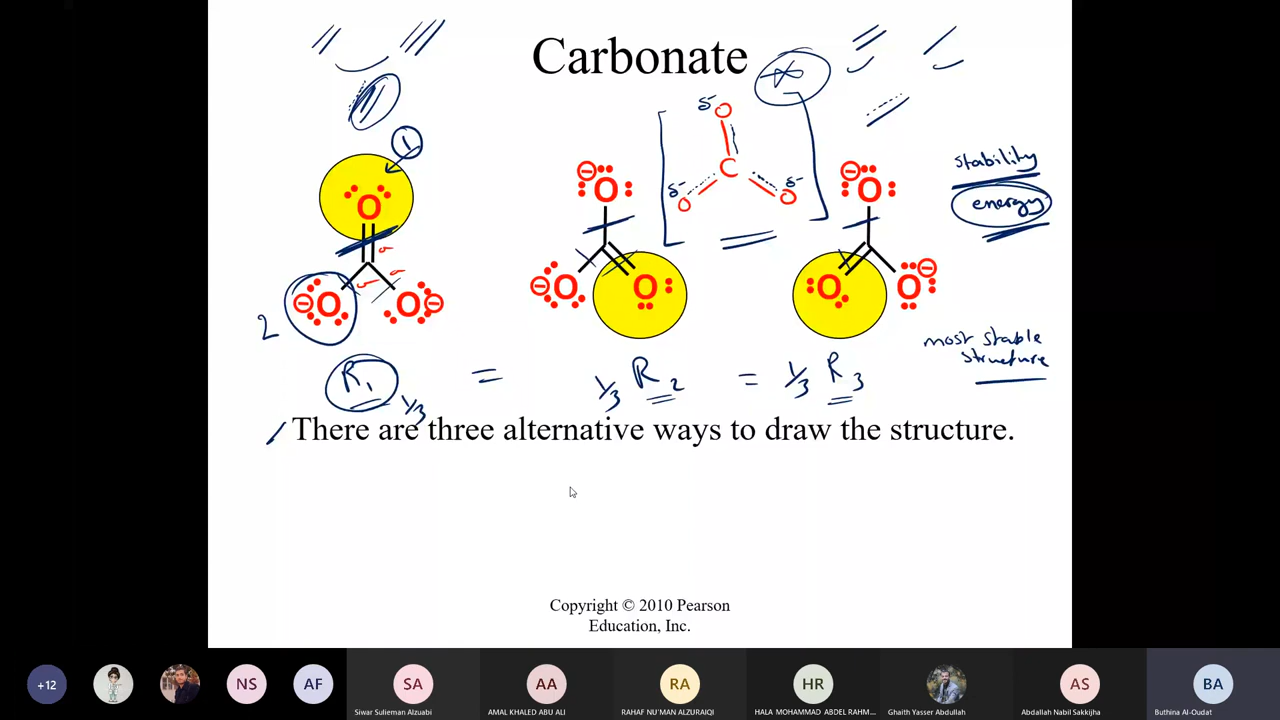 Carbonate
δ-
O
1
stability
C
energy
δ-
O
δ-
O
O
O
O
O
O
O
O
O
O
σ
σ
σ
2
most stable
structure
R1 1/3 = 1/3 R2 = 1/3 R3
There are three alternative ways to draw the structure.
Copyright © 2010 Pearson
Education, Inc.
+12
NS
AF
SA
AA
RA
HR
AS
BA
Siwar Sulieman Alzuabi
AMAL KHALED ABU ALI
RAHAF NU'MAN ALZURAIQI
HALA MOHAMMAD ABDEL RAHM...
Ghaith Yasser Abdullah
Abdallah Nabil Sakkijha
Buthina Al-Oudat